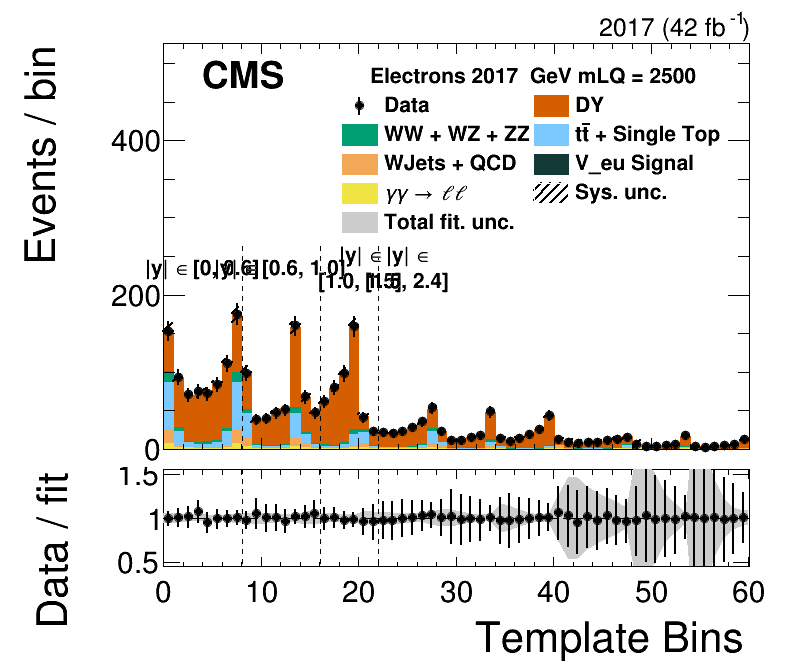 2017 (42 fb⁻¹)
Events / bin
CMS
Electrons 2017 GeV mLQ = 2500
Data
DY
WW + WZ + ZZ
tt̄ + Single Top
WJets + QCD
V_eu Signal
γγ → ℓℓ
Sys. unc.
Total fit. unc.
400
200
0
|y| ∈ [0, 0.6]
|y| ∈ [0.6, 1.0]
|y| ∈
[1.0, 1.5]
|y| ∈
[1.5, 2.4]
Data / fit
1.5
1
0.5
0 10 20 30 40 50 60
Template Bins